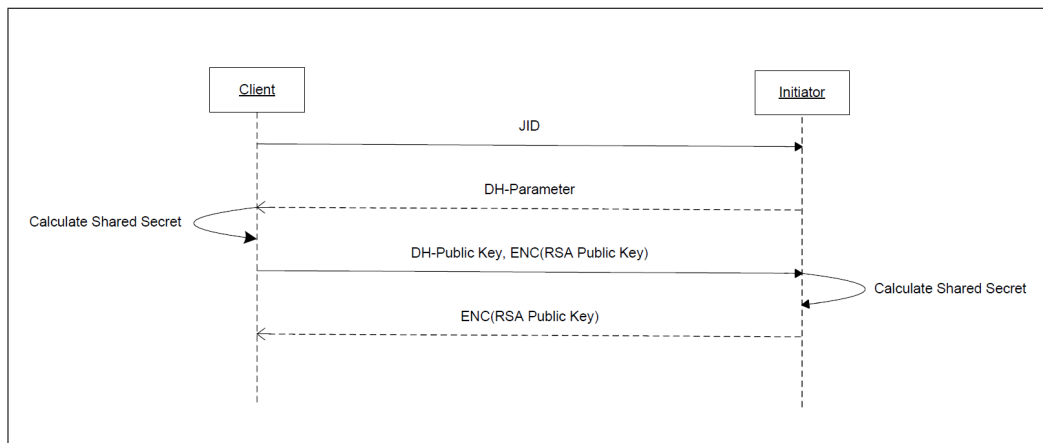 Client
Initiator
JID
DH-Parameter
Calculate Shared Secret
DH-Public Key, ENC(RSA Public Key)
Calculate Shared Secret
ENC(RSA Public Key)